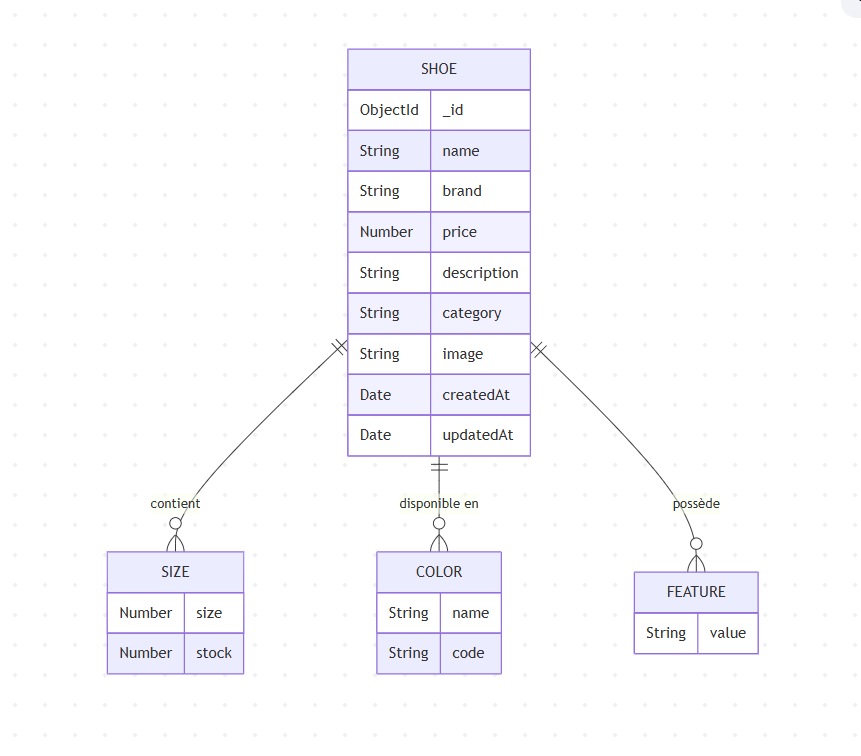 SHOE
ObjectId _id
String name
String brand
Number price
String description
String category
String image
Date createdAt
Date updatedAt
contient
disponible en
possède
SIZE
Number size
Number stock
COLOR
String name
String code
FEATURE
String value